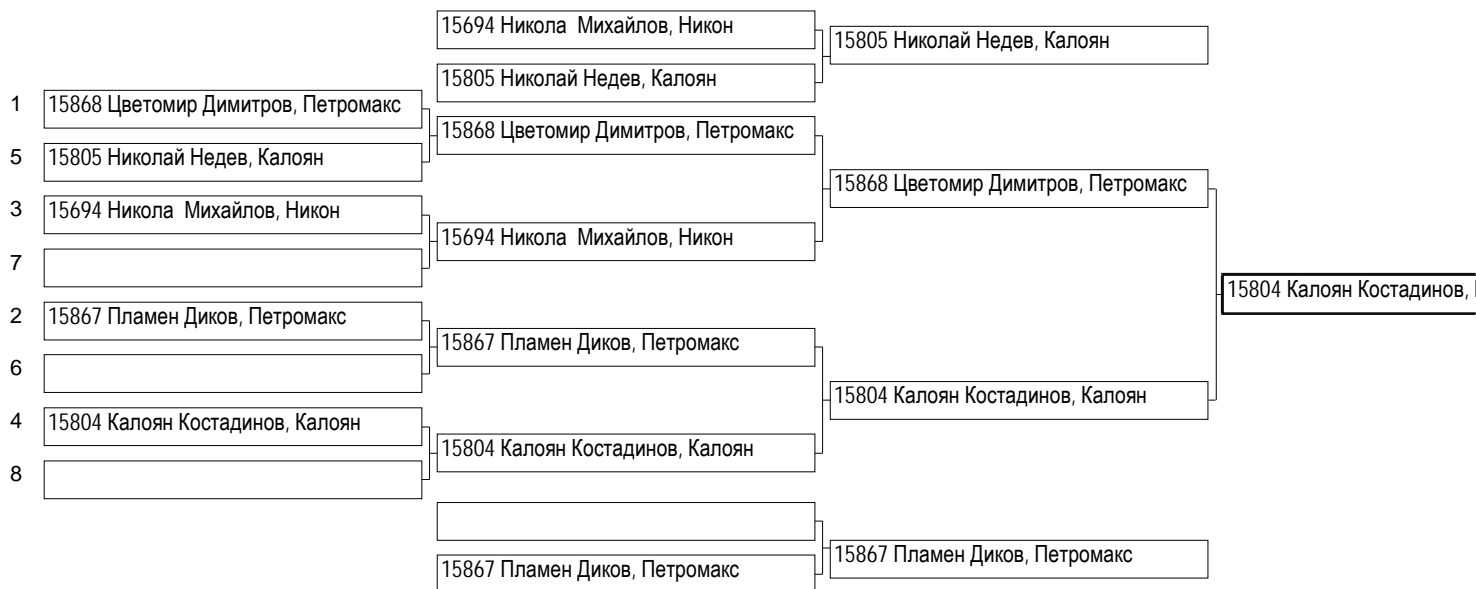 15694 Никола  Михайлов, Никон
15805 Николай Недев, Калоян
15805 Николай Недев, Калоян
1 15868 Цветомир Димитров, Петромакс
15868 Цветомир Димитров, Петромакс
5 15805 Николай Недев, Калоян
15868 Цветомир Димитров, Петромакс
3 15694 Никола  Михайлов, Никон
15694 Никола  Михайлов, Никон
7
15804 Калоян Костадинов,
2 15867 Пламен Диков, Петромакс
15867 Пламен Диков, Петромакс
6
15804 Калоян Костадинов, Калоян
4 15804 Калоян Костадинов, Калоян
15804 Калоян Костадинов, Калоян
8
15867 Пламен Диков, Петромакс
15867 Пламен Диков, Петромакс